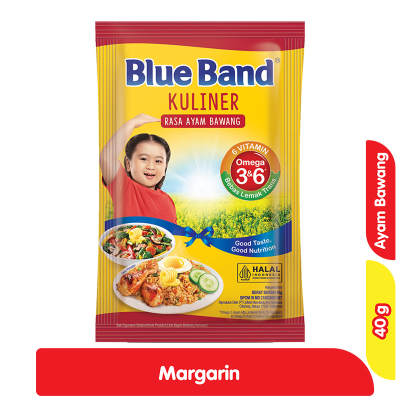 Blue Band®
KULINER
RASA AYAM BAWANG
6 VITAMIN
Omega
3&6
Bebas Lemak Trans
Good Taste,
Good Nutrition
HALAL
INDONESIA
Ayam Bawang
40g
Margarin